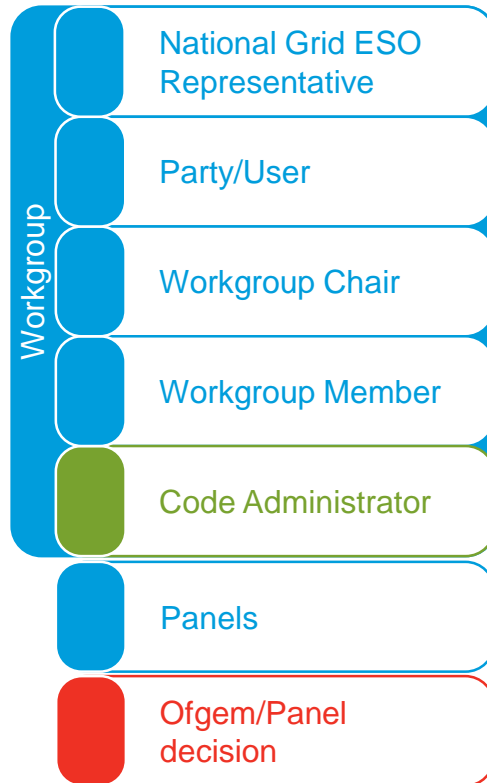 Workgroup
National Grid ESO
Representative
Party/User
Workgroup Chair
Workgroup Member
Code Administrator
Panels
Ofgem/Panel
decision